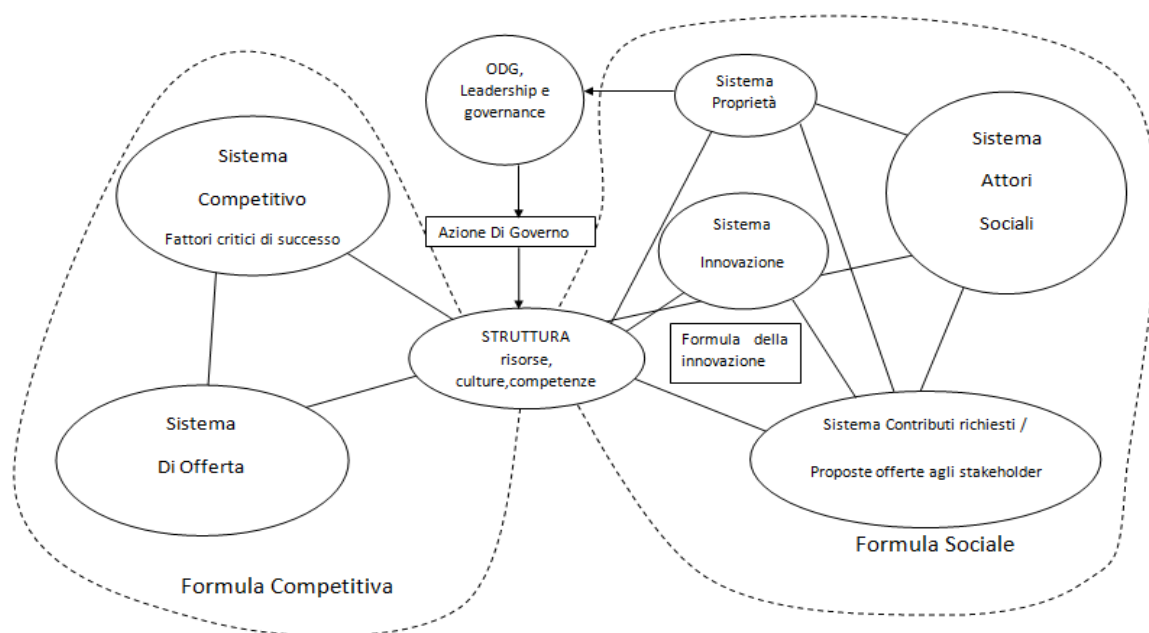 ODG,
Leadership e
governance
Sistema
Proprietà
Sistema
Attori
Sociali
Sistema
Competitivo
Fattori critici di successo
Azione Di Governo
Sistema
Innovazione
STRUTTURA
risorse,
culture,competenze
Formula della
innovazione
Sistema
Di Offerta
Sistema Contributi richiesti /
Proposte offerte agli stakeholder
Formula Sociale
Formula Competitiva